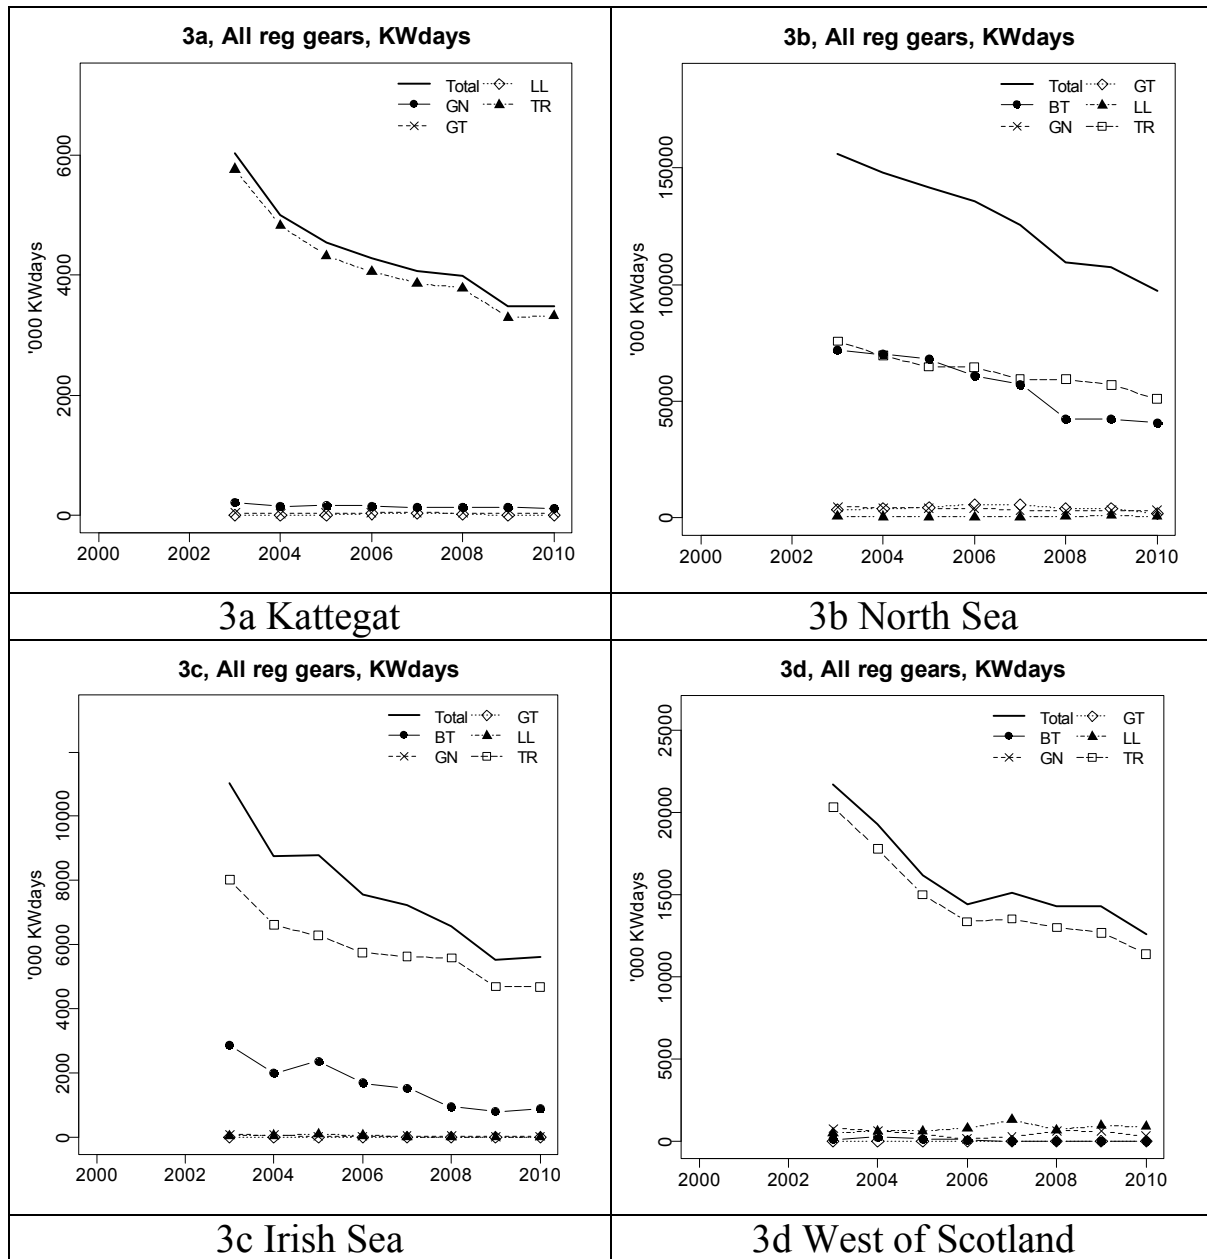 3a, All reg gears, KWdays
Total LL
GN TR
GT
'000 KWdays
6000
4000
2000
0
2000 2002 2004 2006 2008 2010
3a Kattegat
3b, All reg gears, KWdays
Total GT
BT LL
GN TR
'000 KWdays
150000
100000
50000
0
2000 2002 2004 2006 2008 2010
3b North Sea
3c, All reg gears, KWdays
Total GT
BT LL
GN TR
'000 KWdays
10000
8000
6000
4000
2000
0
2000 2002 2004 2006 2008 2010
3c Irish Sea
3d, All reg gears, KWdays
Total GT
BT LL
GN TR
'000 KWdays
25000
20000
15000
10000
5000
0
2000 2002 2004 2006 2008 2010
3d West of Scotland